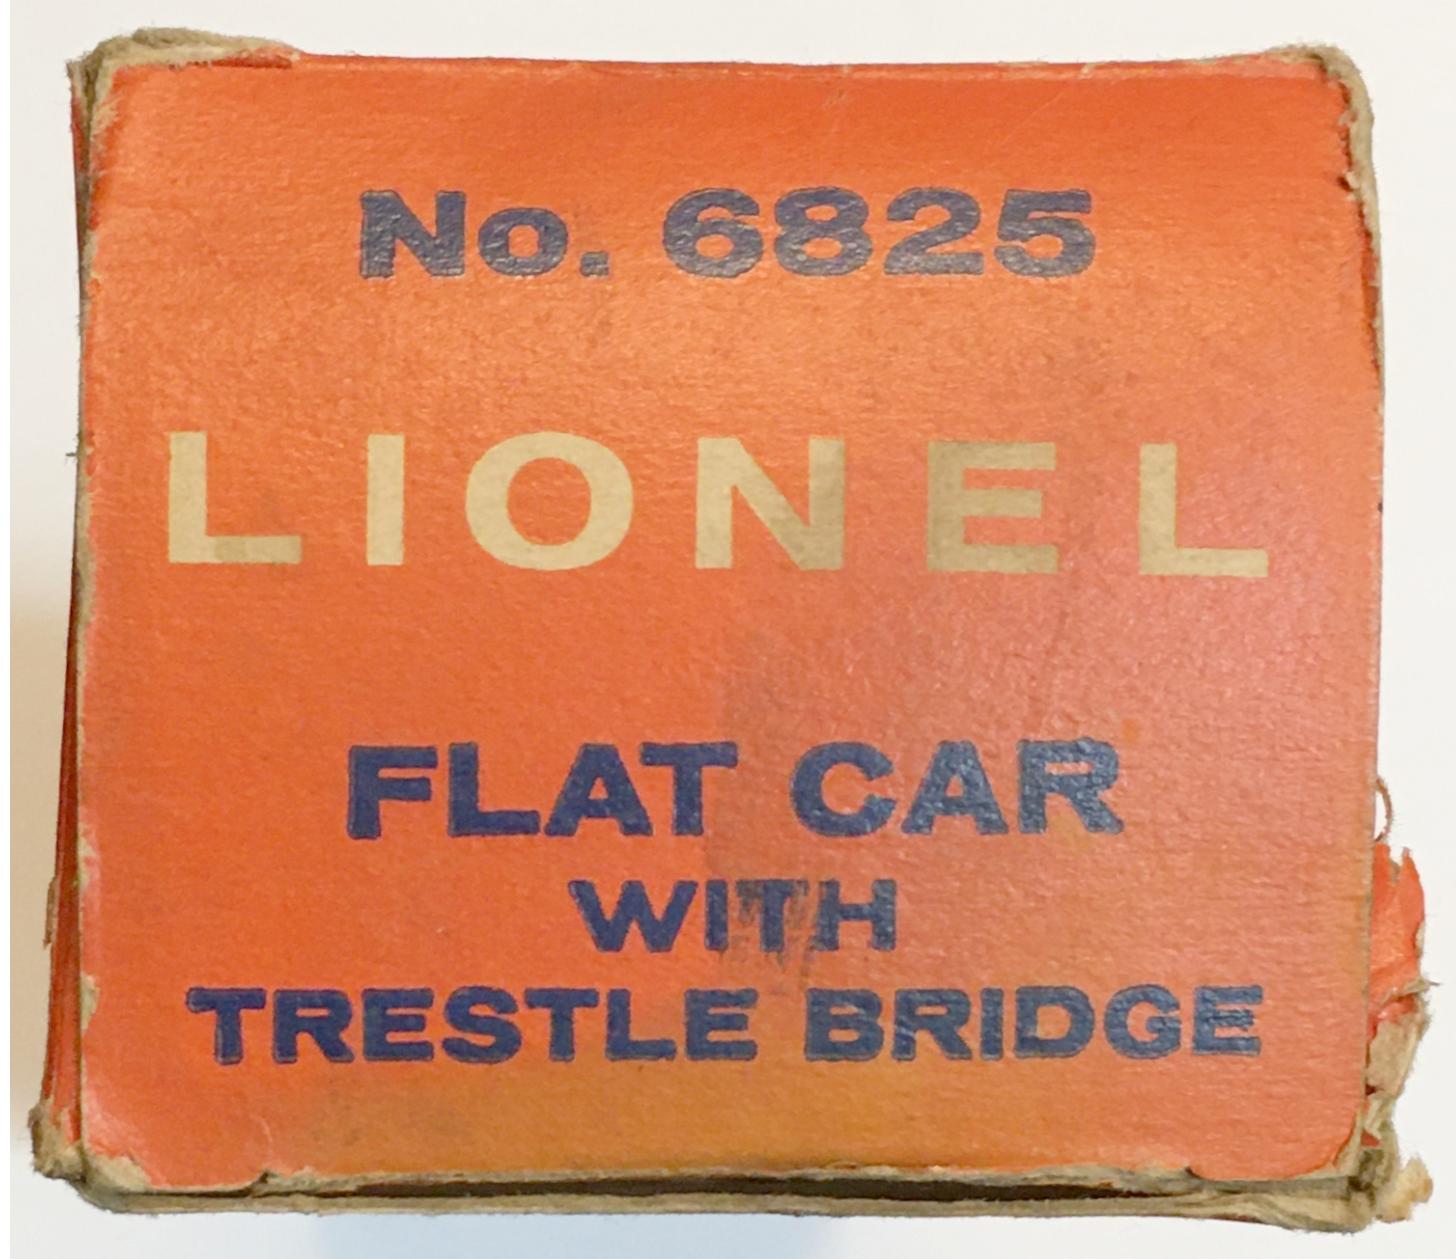 No. 6825
LIONEL
FLAT CAR
WITH
TRESTLE BRIDGE